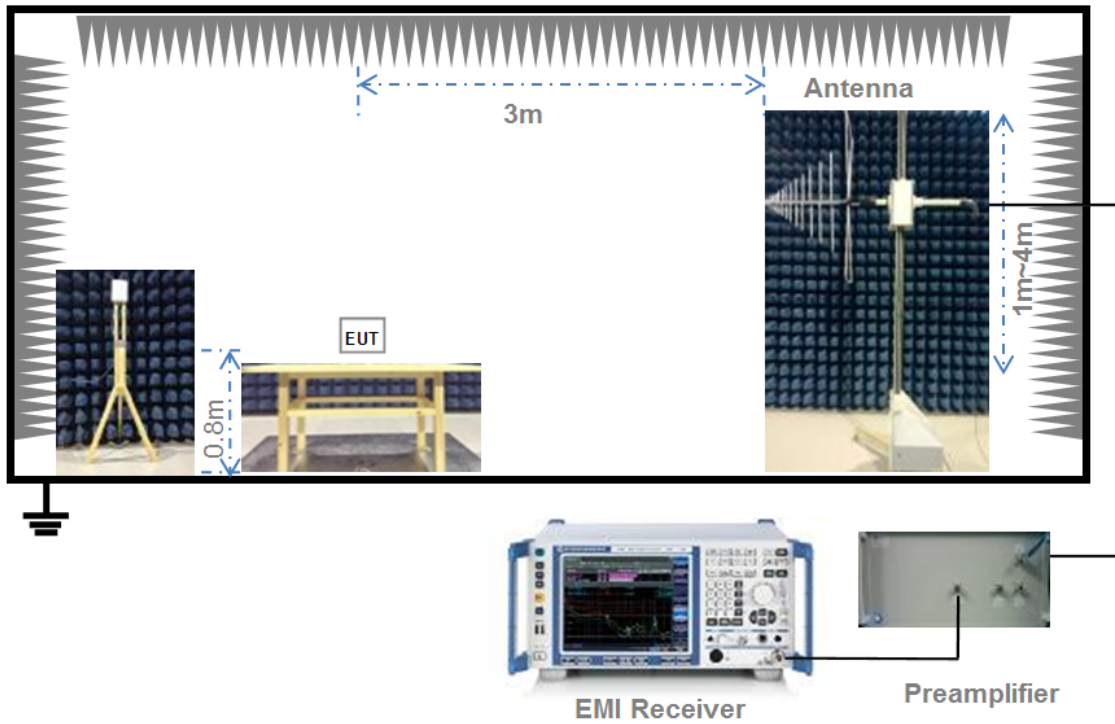 Antenna
3m
1m~4m
EUT
0.8m
EMI Receiver
Preamplifier